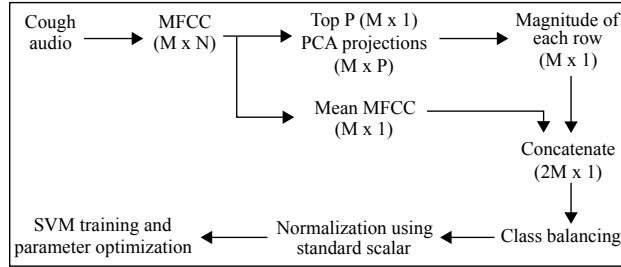 Cough
audio
MFCC
(M x N)
Top P (M x 1)
PCA projections
(M x P)
Magnitude of
each row
(M x 1)
Mean MFCC
(M x 1)
Concatenate
(2M x 1)
SVM training and
parameter optimization
Normalization using
standard scalar
Class balancing